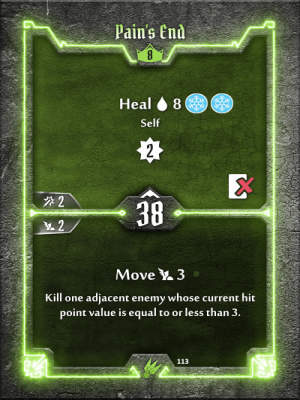 Pain's End
8
Heal 8
Self
2
2
38
2
Move 3
Kill one adjacent enemy whose current hit
point value is equal to or less than 3.
113